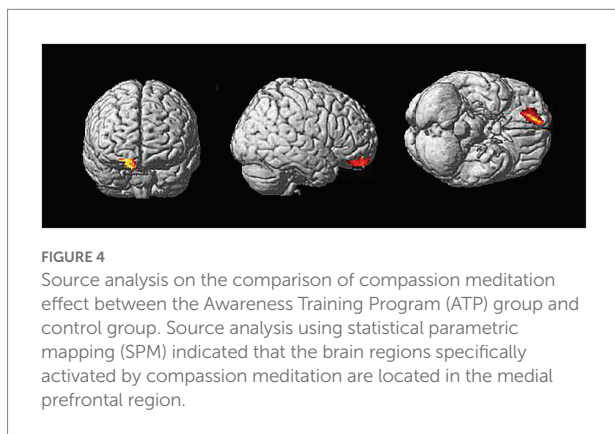 FIGURE 4
Source analysis on the comparison of compassion meditation
effect between the Awareness Training Program (ATP) group and
control group. Source analysis using statistical parametric
mapping (SPM) indicated that the brain regions specifically
activated by compassion meditation are located in the medial
prefrontal region.